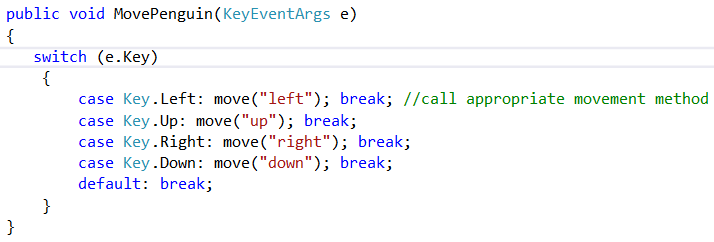 public void MovePenguin(KeyEventArgs e)
{
switch (e.Key)
{
case Key.Left: move("left"); break; //call appropriate movement method
case Key.Up: move("up"); break;
case Key.Right: move("right"); break;
case Key.Down: move("down"); break;
default: break;
}
}